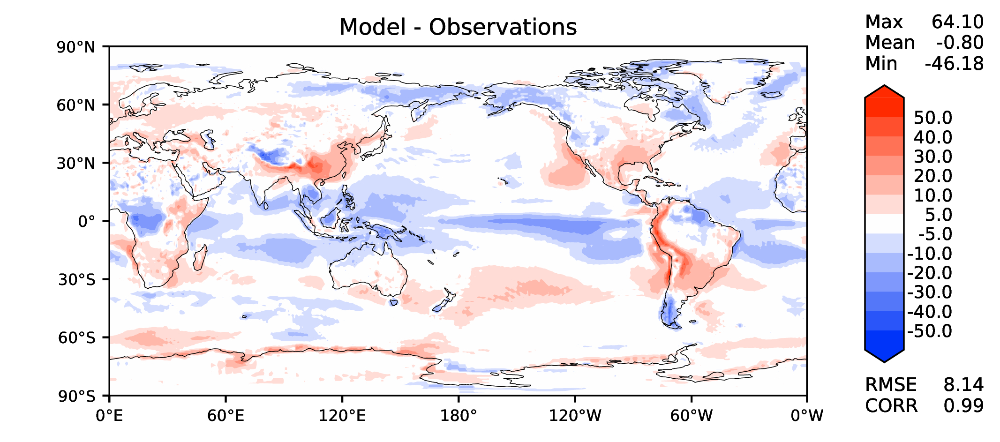 Model - Observations
Max 64.10
Mean -0.80
Min -46.18
90°N
60°N
30°N
0°
30°S
60°S
90°S
0°E 60°E 120°E 180° 120°W 60°W 0°W
50.0
40.0
30.0
20.0
10.0
5.0
-5.0
-10.0
-20.0
-30.0
-40.0
-50.0
RMSE 8.14
CORR 0.99